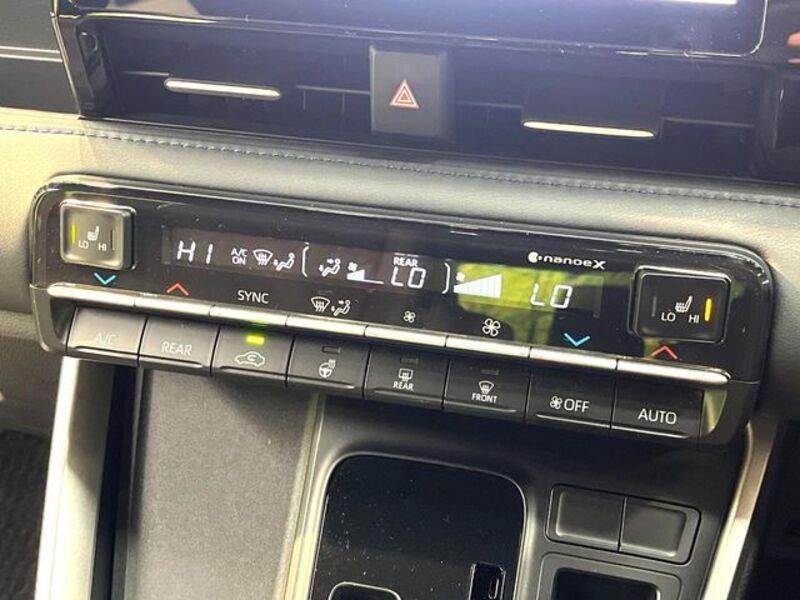 LO HI
HI A/C ON REAR LO LO
nanoeX
LO HI
SYNC
A/C REAR REAR FRONT OFF AUTO